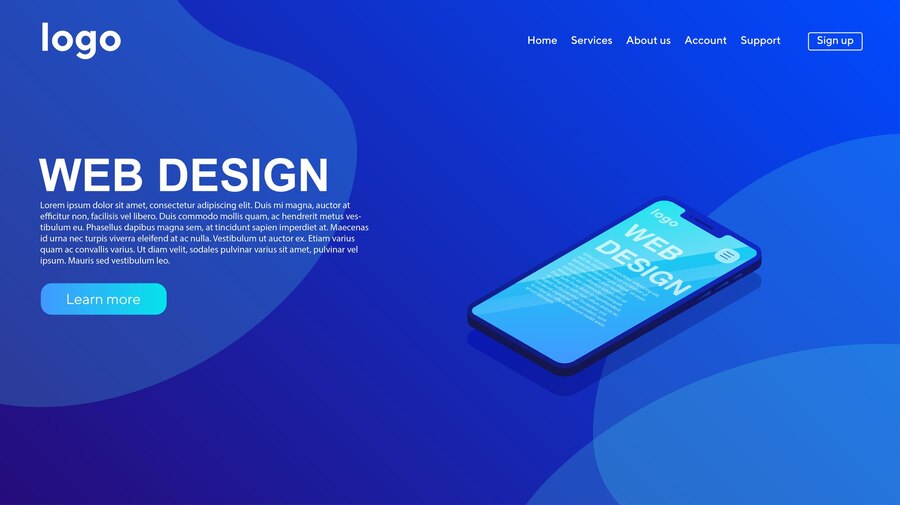 logo
Home Services About us Account Support Sign up
WEB DESIGN
Lorem ipsum dolor sit amet, consectetur adipiscing elit. Duis mi magna, auctor at
efficitur non, facilisis vel libero. Duis commodo mollis quam, ac hendrerit metus ves-
tibulum eu. Phasellus dapibus magna sem, at tincidunt sapien imperdiet at. Maecenas
id urna nec turpis viverra eleifend at ac nulla. Vestibulum ut auctor ex. Etiam varius
quam ac convallis varius. Ut diam velit, sodales pulvinar varius sit amet, pulvinar vel
ipsum. Mauris sed vestibulum leo.
Learn more
logo
WEB
DESIGN